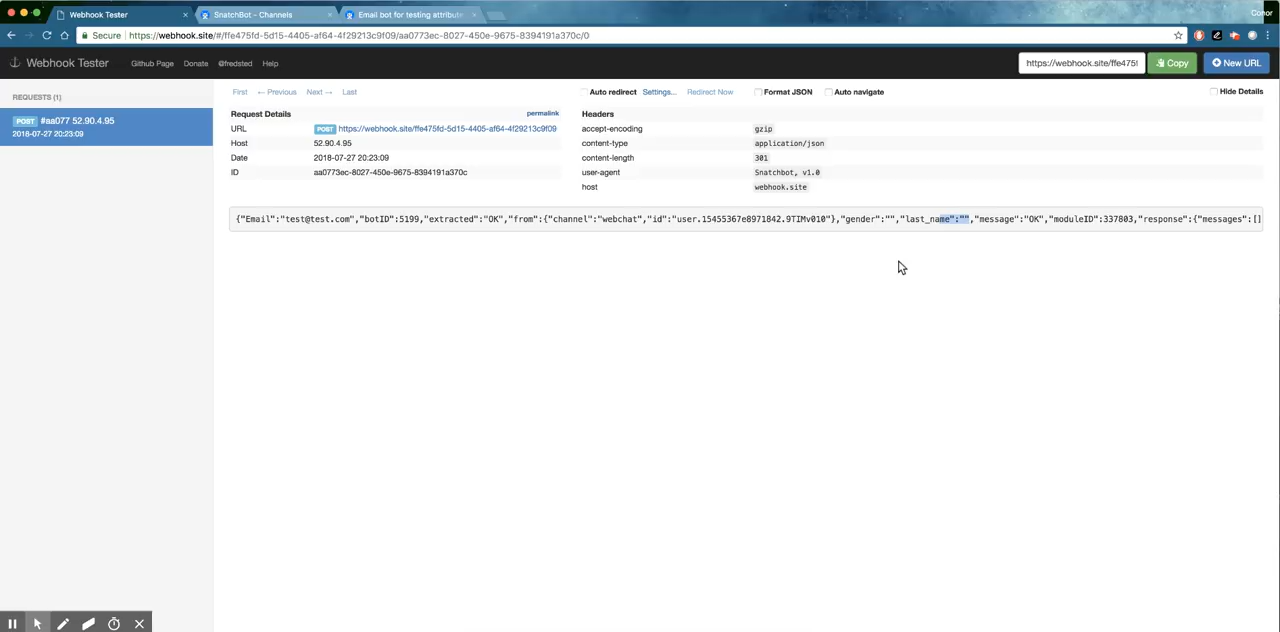 Webhook Tester
SnatchBot - Channels
Email bot for testing attribute
Conor
Secure https://webhook.site/#/ffe475fd-5d15-4405-af64-4f29213c9f09/aa0773ec-8027-450e-9675-8394191a370c/0
Webhook Tester Github Page Donate @fredsted Help https://webhook.site/ffe475f Copy New URL
REQUESTS (1)
POST #aa077 52.90.4.95
2018-07-27 20:23:09
First ← Previous Next → Last Auto redirect Settings... Redirect Now Format JSON Auto navigate Hide Details
Request Details permalink
URL POST https://webhook.site/ffe475fd-5d15-4405-af64-4f29213c9f09
Host 52.90.4.95
Date 2018-07-27 20:23:09
ID aa0773ec-8027-450e-9675-8394191a370c
Headers
accept-encoding gzip
content-type application/json
content-length 301
user-agent Snatchbot, v1.0
host webhook.site
{"Email":"test@test.com","botID":5199,"extracted":"OK","from":{"channel":"webchat","id":"user.15455367e8971842.9TIMv010"},"gender":"","last_name":"","message":"OK","moduleID":337803,"response":{"messages":[]